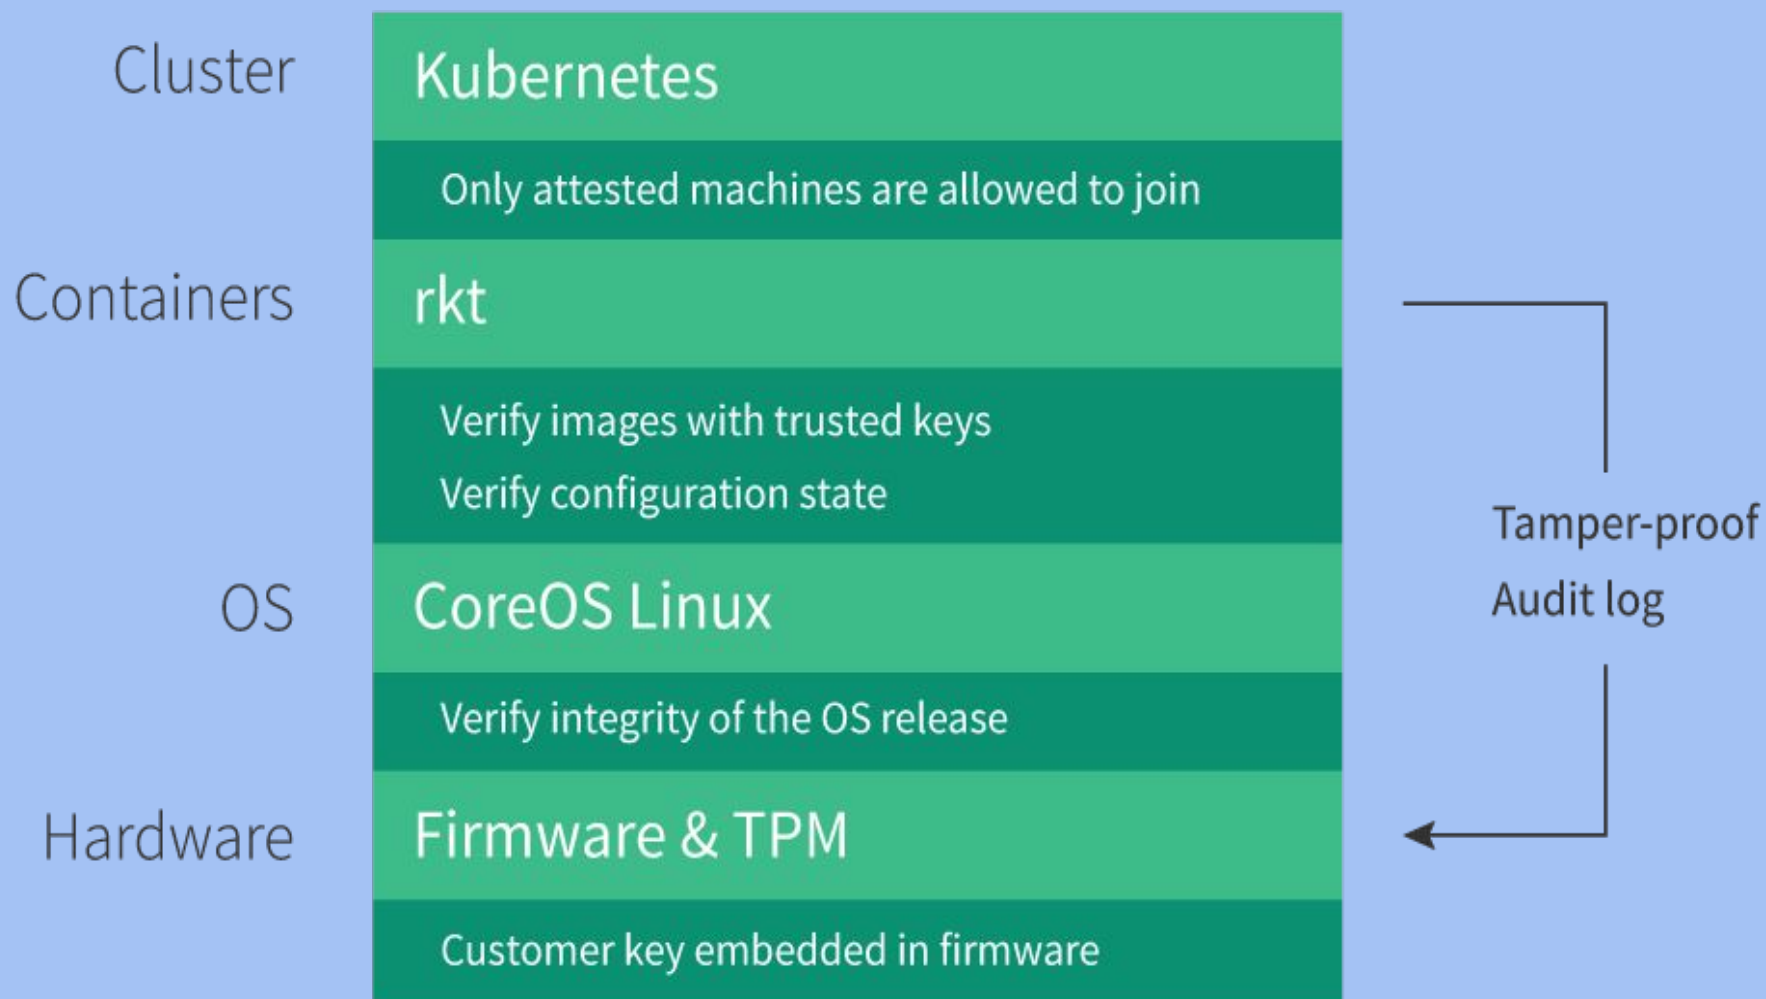 Cluster
Kubernetes
Only attested machines are allowed to join
Containers
rkt
Verify images with trusted keys
Verify configuration state
Tamper-proof
Audit log
OS
CoreOS Linux
Verify integrity of the OS release
Hardware
Firmware & TPM
Customer key embedded in firmware